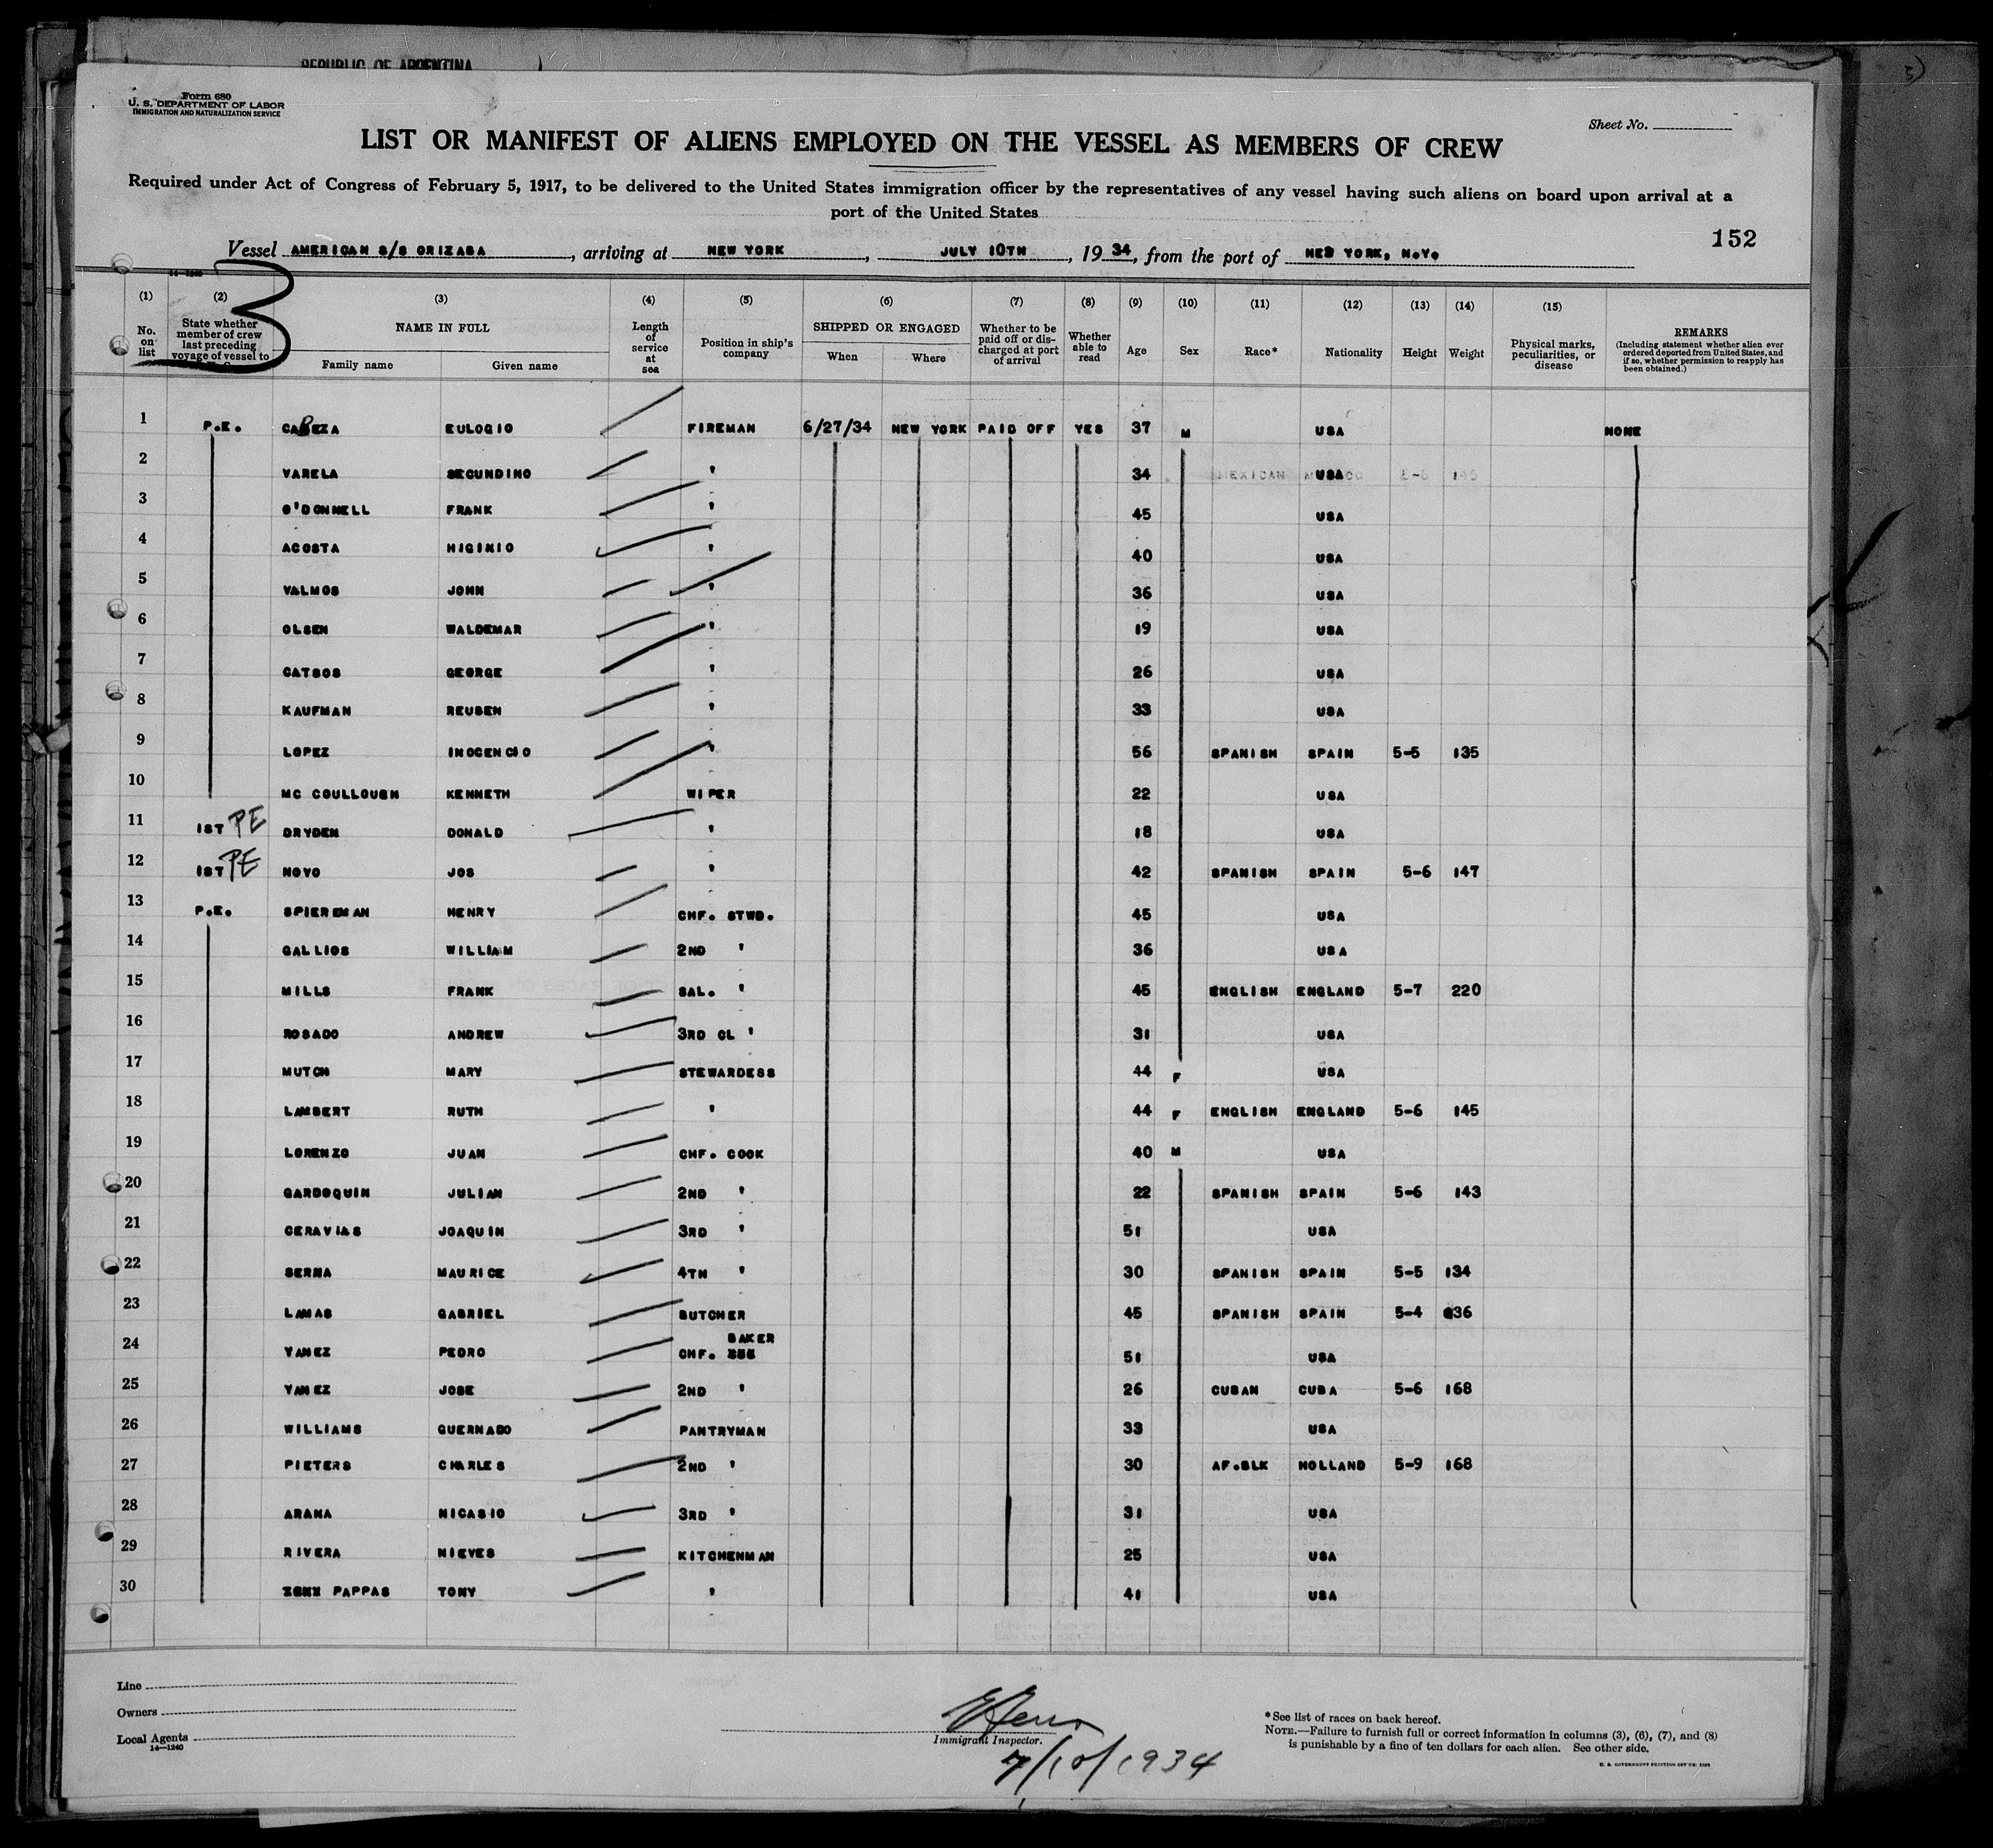 REPUBLIC OF ARGENTINA
Form 680
U. S. DEPARTMENT OF LABOR
IMMIGRATION AND NATURALIZATION SERVICE
Sheet No.
LIST OR MANIFEST OF ALIENS EMPLOYED ON THE VESSEL AS MEMBERS OF CREW
Required under Act of Congress of February 5, 1917, to be delivered to the United States immigration officer by the representatives of any vessel having such aliens on board upon arrival at a
port of the United States
152
Vessel AMERICAN S/S ORIZABA, arriving at NEW YORK, JULY 10TH, 1934, from the port of NEW YORK, N.Y.
14-1240
(1) (2) (3) (4) (5) (6) (7) (8) (9) (10) (11) (12) (13) (14) (15)
No. on list
State whether member of crew last preceding voyage of vessel to
NAME IN FULL
Family name Given name
Length of service at sea
Position in ship's company
SHIPPED OR ENGAGED
When Where
Whether to be paid off or discharged at port of arrival
Whether able to read
Age Sex Race* Nationality Height Weight
Physical marks, peculiarities, or disease
REMARKS
(Including statement whether alien ever ordered deported from United States, and if so, whether permission to reapply has been obtained.)
1 P.E. CABEZA EULOGIO FIREMAN 6/27/34 NEW YORK PAID OFF YES 37 M USA NONE
2 VARELA SECUNDINO " 34 MEXICAN USA
3 O'DONNELL FRANK " 45 USA
4 ACOSTA HIGINIO " 40 USA
5 VALMOS JOHN " 36 USA
6 OLSEN WALDEMAR " 19 USA
7 CATSOS GEORGE " 26 USA
8 KAUFMAN REUBEN " 33 USA
9 LOPEZ INOCENCIO " 56 SPANISH SPAIN 5-5 135
10 MC COULLOUGH KENNETH WIPER 22 USA
11 1ST PE DRYDEN DONALD " 18 USA
12 1ST PE NOVO JOS " 42 SPANISH SPAIN 5-6 147
13 P.E. SPIEREMAN HENRY CHF. STWD. 45 USA
14 GALLIOS WILLIAM 2ND " 36 USA
15 MILLS FRANK SAL. " 45 ENGLISH ENGLAND 5-7 220
16 ROSADO ANDREW 3RD CL " 31 USA
17 MUTCH MARY STEWARDESS 44 F USA
18 LAMBERT RUTH " 44 F ENGLISH ENGLAND 5-6 145
19 LORENZO JUAN CHF. COOK 40 M USA
20 GARDOQUIN JULIAN 2ND " 22 SPANISH SPAIN 5-6 143
21 CERAVIAS JOAQUIN 3RD " 51 USA
22 SERNA MAURICE 4TH " 30 SPANISH SPAIN 5-5 134
23 LAMAS GABRIEL BUTCHER 45 SPANISH SPAIN 5-4 136
24 YANEZ PEDRO CHF. BAKER 51 USA
25 YANEZ JOSE 2ND " 26 CUBAN CUBA 5-6 168
26 WILLIAMS GUERNADO PANTRYMAN 33 USA
27 PIETERS CHARLES 2ND " 30 AF.BLK HOLLAND 5-9 168
28 ARANA NICASIO 3RD " 31 USA
29 RIVERA NIEVES KITCHENMAN 25 USA
30 PAPPAS TONY " 41 USA
Line
Owners
Local Agents
14—1240
Immigrant Inspector.
7/10/1934
* See list of races on back hereof.
NOTE.—Failure to furnish full or correct information in columns (3), (6), (7), and (8)
is punishable by a fine of ten dollars for each alien. See other side.